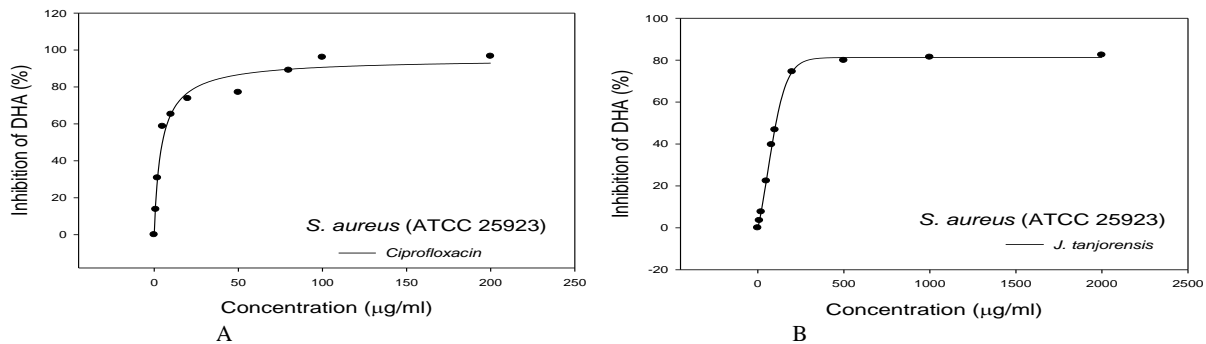 120
100
80
60
40
20
0
Inhibition of DHA (%)
S. aureus (ATCC 25923)
Ciprofloxacin
0 50 100 150 200 250
Concentration (μg/ml)
A
100
80
60
40
20
0
-20
Inhibition of DHA (%)
S. aureus (ATCC 25923)
J. tanjorensis
0 500 1000 1500 2000 2500
Concentration (μg/ml)
B